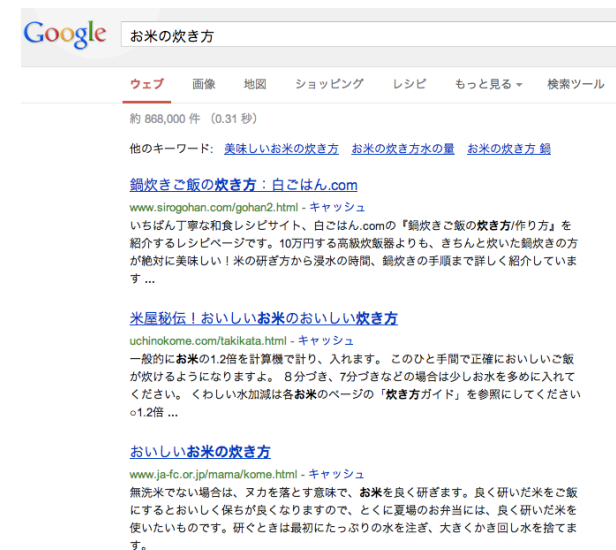 Google お米の炊き方
ウェブ 画像 地図 ショッピング レシピ もっと見る 検索ツール
約 868,000 件 （0.31 秒）
他のキーワード: 美味しいお米の炊き方 お米の炊き方水の量 お米の炊き方 鍋
鍋炊きご飯の炊き方：白ごはん.com
www.sirogohan.com/gohan2.html - キャッシュ
いちばん丁寧な和食レシピサイト、白ごはん.comの『鍋炊きご飯の炊き方/作り方』を
紹介するレシピページです。10万円する高級炊飯器よりも、きちんと炊いた鍋炊きの方
が絶対に美味しい！米の研ぎ方から浸水の時間、鍋炊きの手順まで詳しく紹介していま
す ...
米屋秘伝！おいしいお米のおいしい炊き方
uchinokome.com/takikata.html - キャッシュ
一般的にお米の1.2倍を計算機で計り、入れます。 このひと手間で正確においしいご飯
が炊けるようになりますよ。 ８分づき、7分づきなどの場合は少しお水を多めに入れて
ください。 くわしい水加減は各お米のページの「炊き方ガイド」を参照にしてください
○1.2倍 ...
おいしいお米の炊き方
www.ja-fc.or.jp/mama/kome.html - キャッシュ
無洗米でない場合は、ヌカを落とす意味で、お米を良く研ぎます。良く研いだ米をご飯
にするとおいしく保ちが良くなりますので、とくに夏場のお弁当には、良く研いだ米を
使いたいものです。研ぐときは最初にたっぷりの水を注ぎ、大きくかき回し水を捨てま
す。